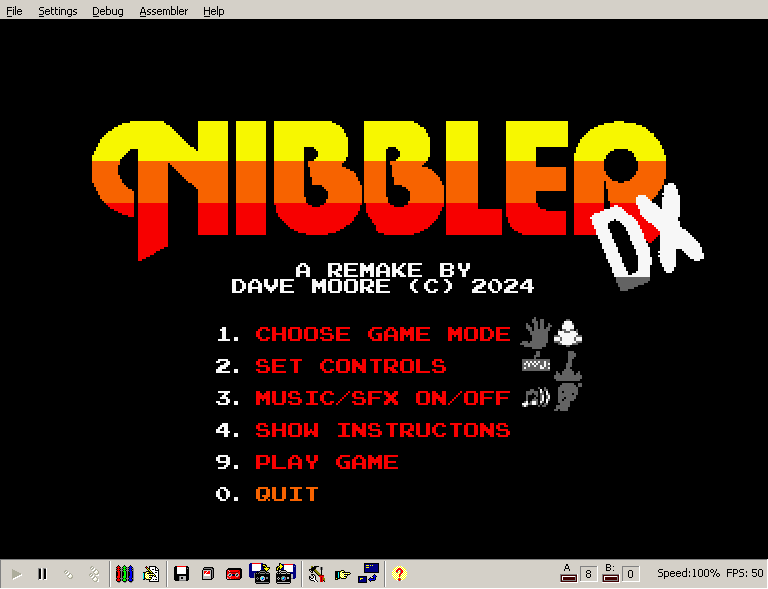 File Settings Debug Assembler Help
NIBBLER
DX
A REMAKE BY
DAVE MOORE (C) 2024
1. CHOOSE GAME MODE
2. SET CONTROLS
3. MUSIC/SFX ON/OFF
4. SHOW INSTRUCTONS
9. PLAY GAME
0. QUIT
A 8 B: 0 Speed:100% FPS: 50